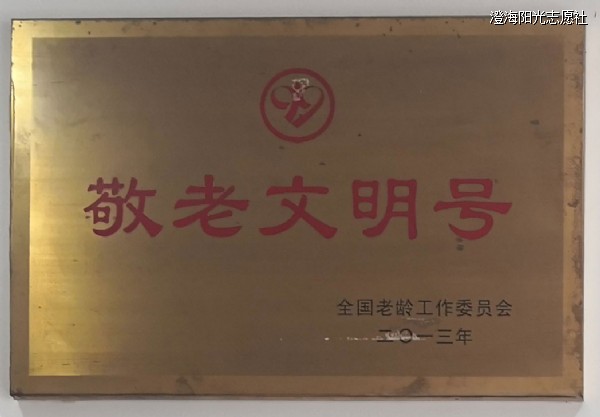 澄海阳光志愿社
敬老文明号
全国老龄工作委员会
二〇一三年